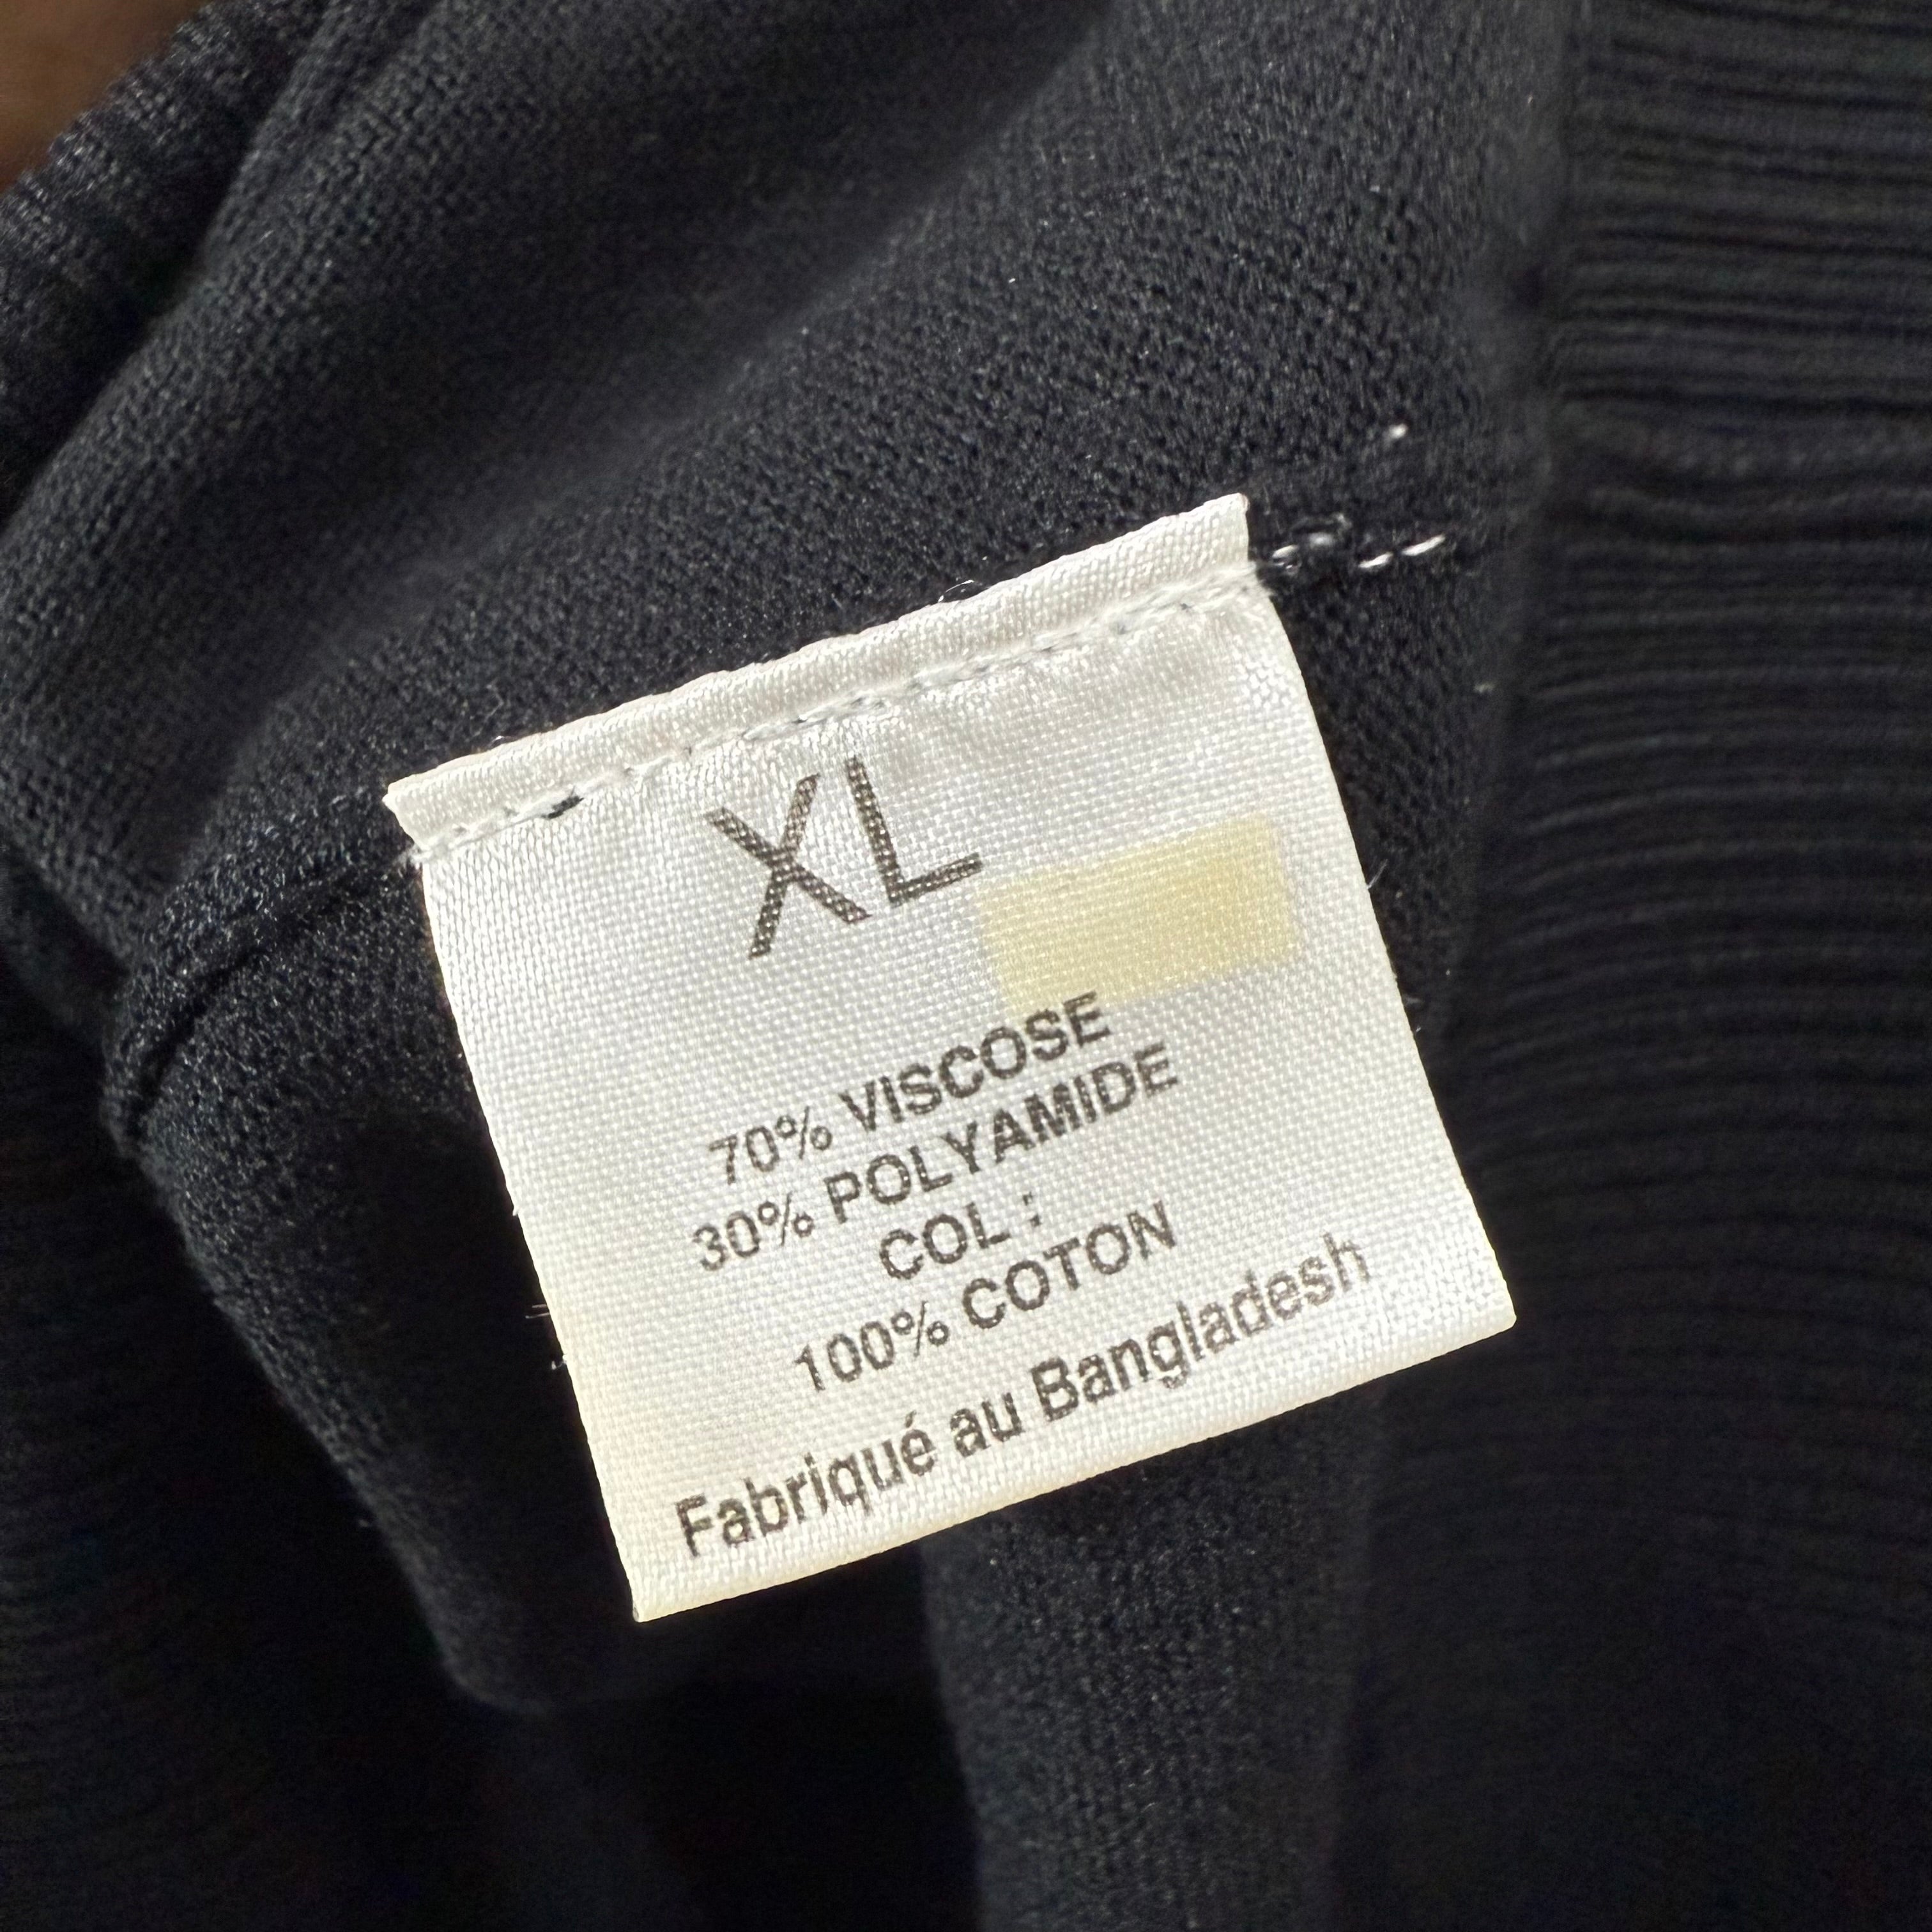 XL
70% VISCOSE
30% POLYAMIDE
COL :
100% COTON
Fabriqué au Bangladesh